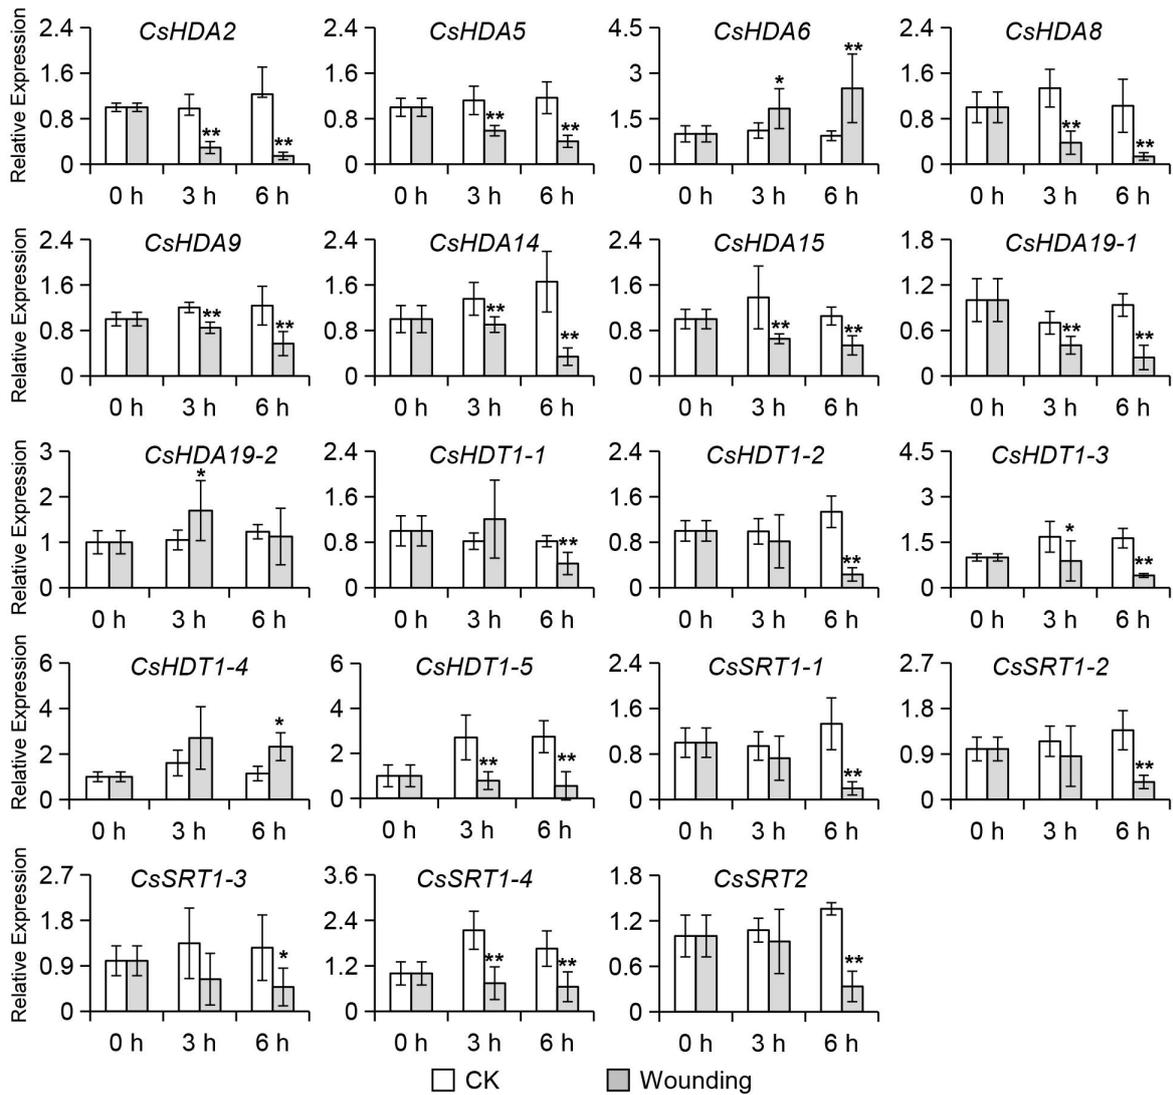 CsHDA2 CsHDA5 CsHDA6 CsHDA8
Relative Expression
2.4 2.4 4.5 2.4
1.6 1.6 3 1.6
0.8 0.8 1.5 0.8
0 0 0 0
** ** ** ** * ** ** **
0 h 3 h 6 h 0 h 3 h 6 h 0 h 3 h 6 h 0 h 3 h 6 h
CsHDA9 CsHDA14 CsHDA15 CsHDA19-1
Relative Expression
2.4 2.4 2.4 1.8
1.6 1.6 1.6 1.2
0.8 0.8 0.8 0.6
0 0 0 0
** ** ** ** ** ** ** **
0 h 3 h 6 h 0 h 3 h 6 h 0 h 3 h 6 h 0 h 3 h 6 h
CsHDA19-2 CsHDT1-1 CsHDT1-2 CsHDT1-3
Relative Expression
3 2.4 2.4 4.5
2 1.6 1.6 3
1 0.8 0.8 1.5
0 0 0 0
* ** ** * **
0 h 3 h 6 h 0 h 3 h 6 h 0 h 3 h 6 h 0 h 3 h 6 h
CsHDT1-4 CsHDT1-5 CsSRT1-1 CsSRT1-2
Relative Expression
6 6 2.4 2.7
4 4 1.6 1.8
2 2 0.8 0.9
0 0 0 0
* ** ** ** **
0 h 3 h 6 h 0 h 3 h 6 h 0 h 3 h 6 h 0 h 3 h 6 h
CsSRT1-3 CsSRT1-4 CsSRT2
Relative Expression
2.7 3.6 1.8
1.8 2.4 1.2
0.9 1.2 0.6
0 0 0
* ** ** **
0 h 3 h 6 h 0 h 3 h 6 h 0 h 3 h 6 h
CK Wounding